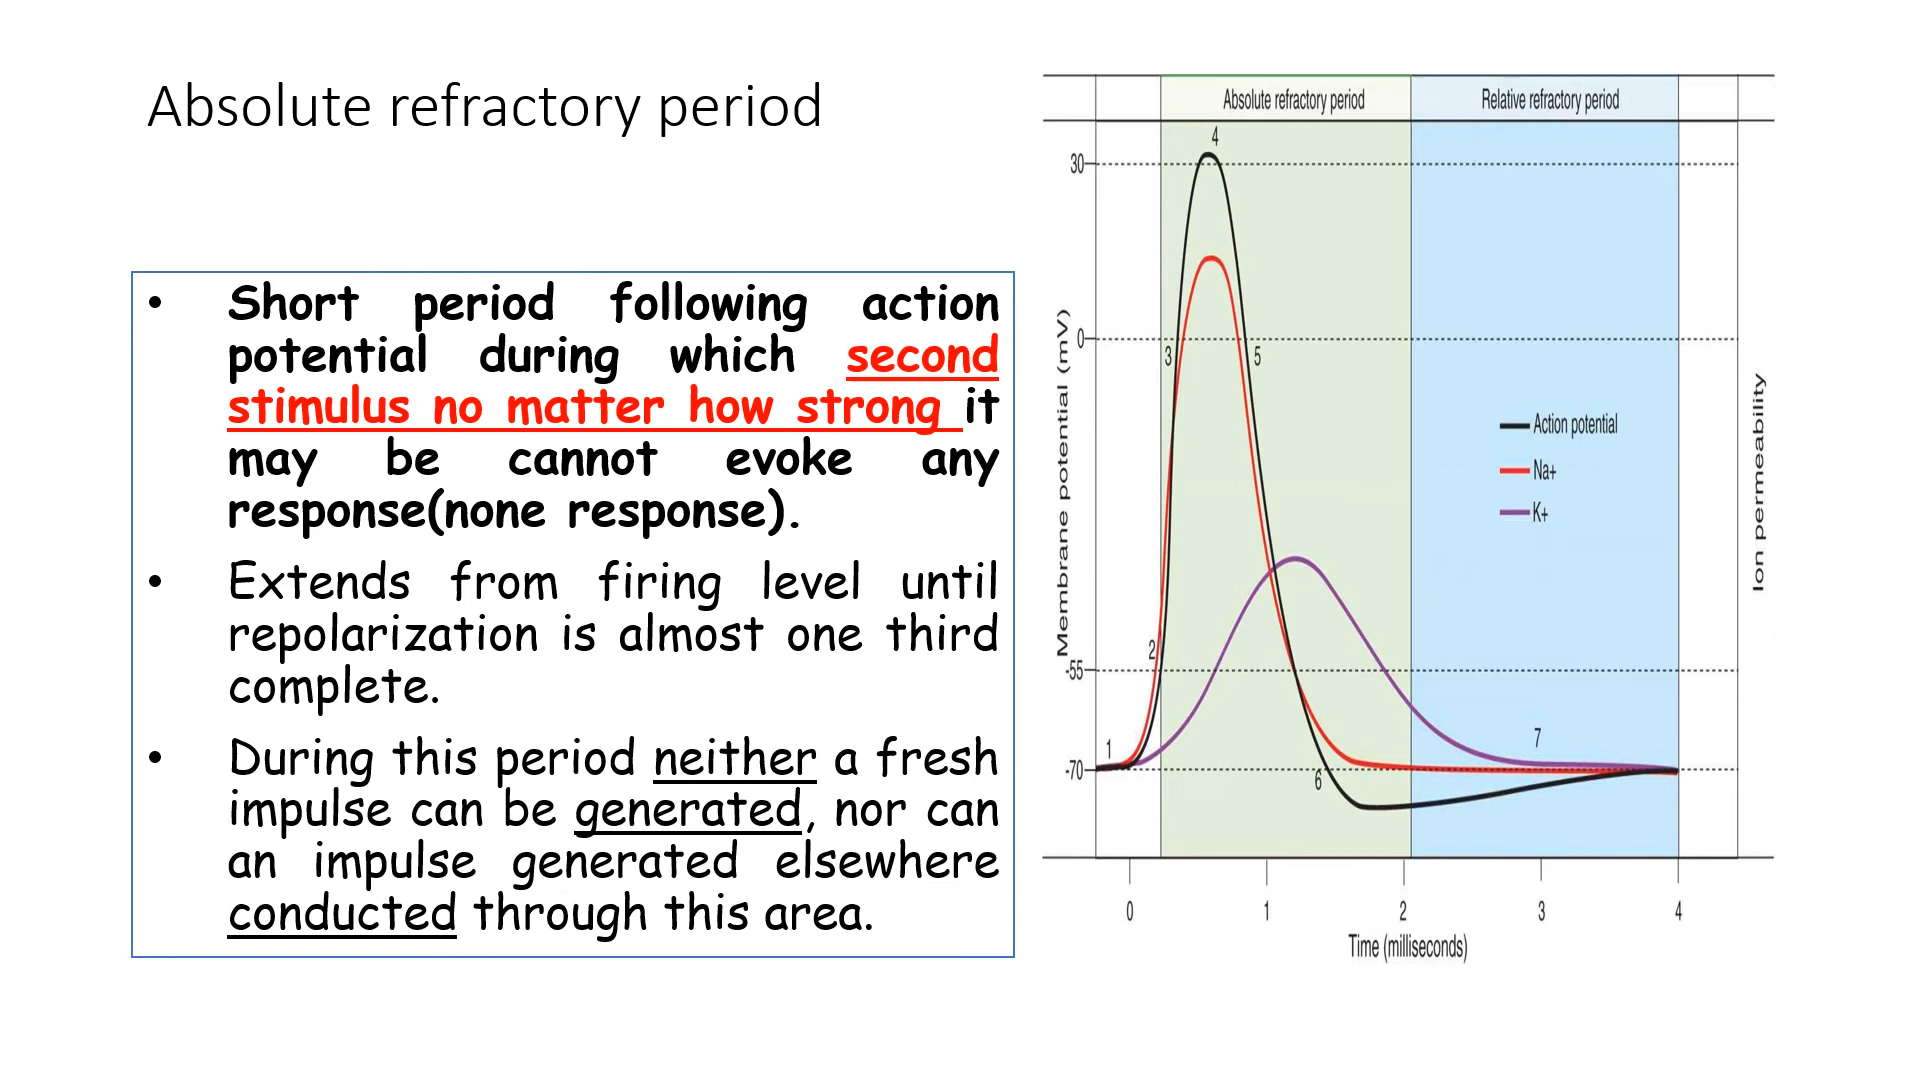 Absolute refractory period
• Short period following action
potential during which second
stimulus no matter how strong it
may be cannot evoke any
response(none response).
• Extends from firing level until
repolarization is almost one third
complete.
• During this period neither a fresh
impulse can be generated, nor can
an impulse generated elsewhere
conducted through this area.
Absolute refractory period
Relative refractory period
4
30
0
3
5
Membrane potential (mV)
Ion permeability
Action potential
Na+
K+
2
-55
1
7
-70
6
0 1 2 3 4
Time (milliseconds)